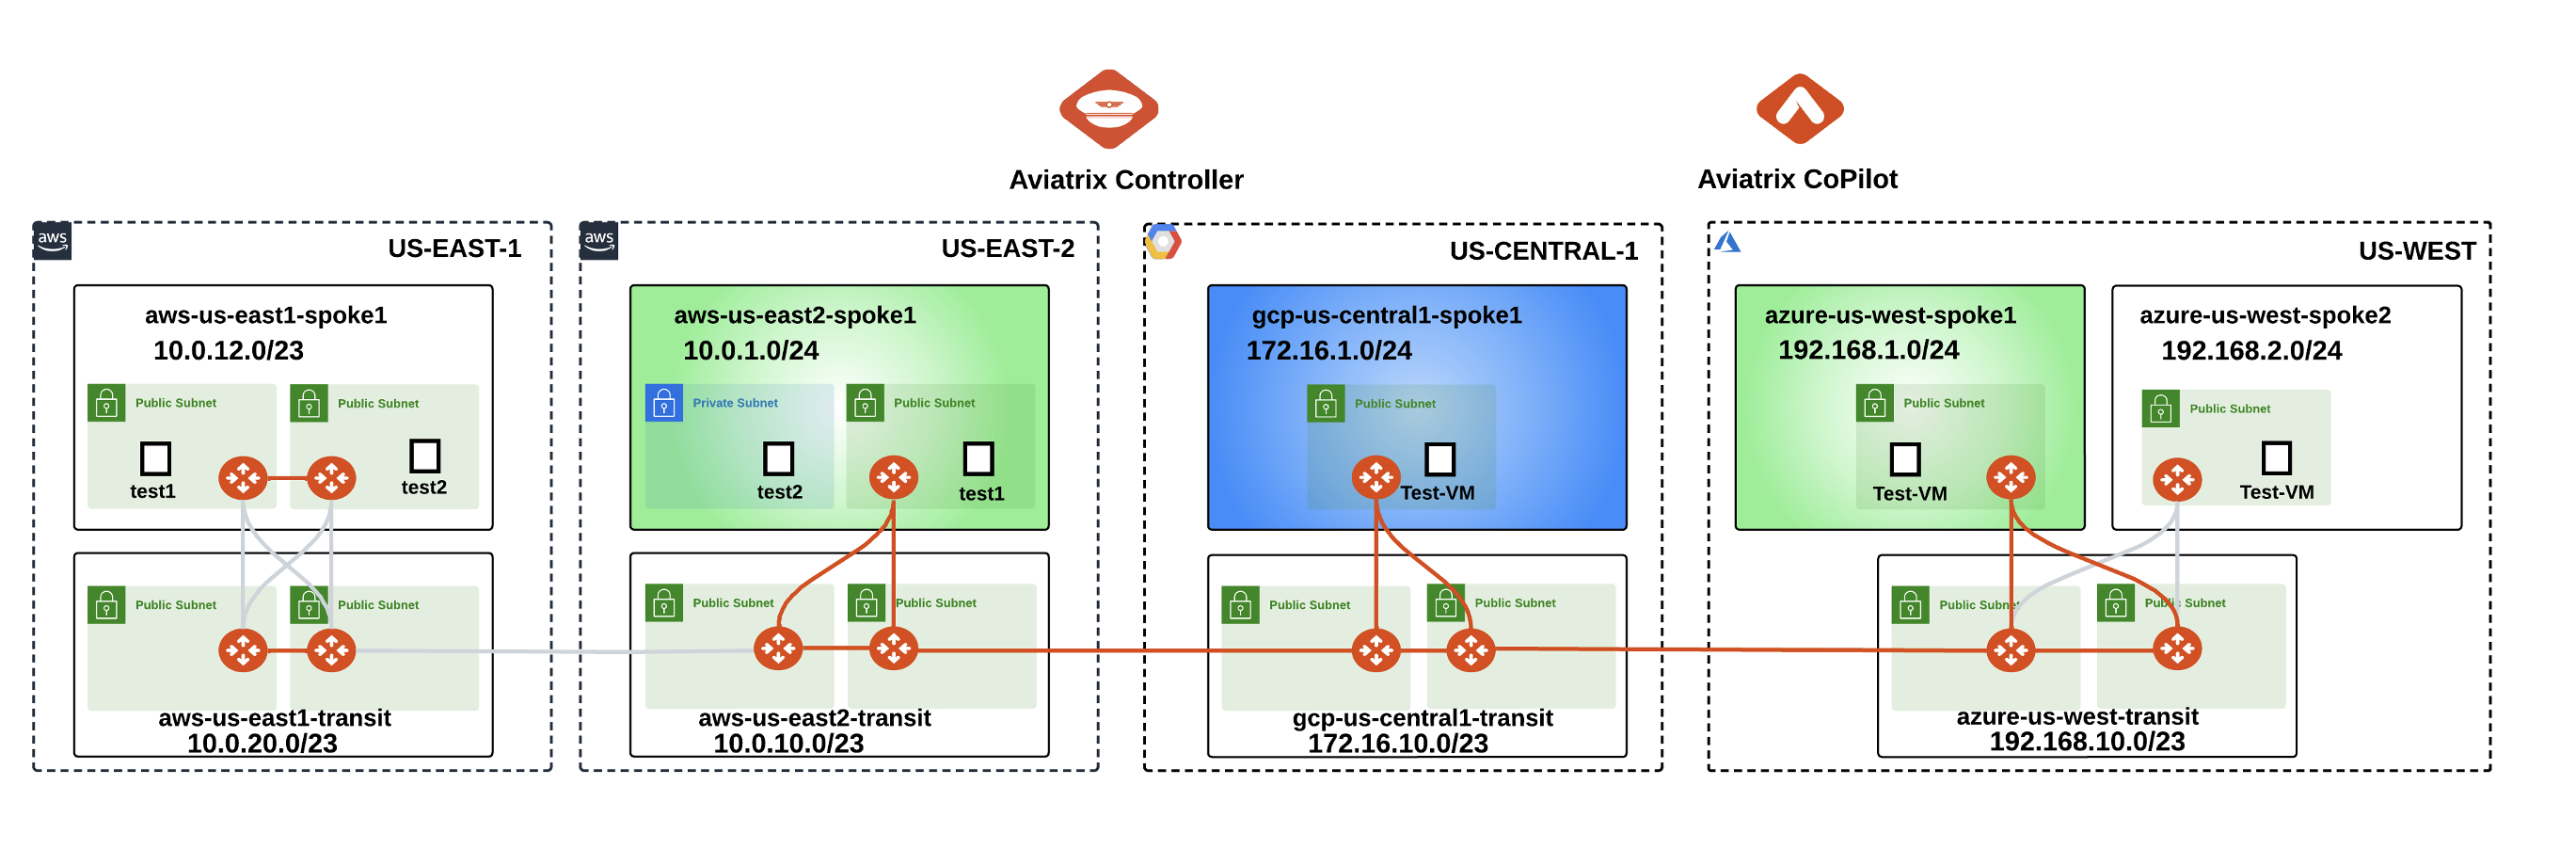 Aviatrix Controller
Aviatrix CoPilot
aws
US-EAST-1
aws-us-east1-spoke1
10.0.12.0/23
Public Subnet
Public Subnet
test1
test2
Public Subnet
Public Subnet
aws-us-east1-transit
10.0.20.0/23
aws
US-EAST-2
aws-us-east2-spoke1
10.0.1.0/24
Private Subnet
Public Subnet
test2
test1
Public Subnet
Public Subnet
aws-us-east2-transit
10.0.10.0/23
US-CENTRAL-1
gcp-us-central1-spoke1
172.16.1.0/24
Public Subnet
Test-VM
Public Subnet
Public Subnet
gcp-us-central1-transit
172.16.10.0/23
US-WEST
azure-us-west-spoke1
192.168.1.0/24
Public Subnet
Test-VM
azure-us-west-spoke2
192.168.2.0/24
Public Subnet
Test-VM
Public Subnet
Public Subnet
azure-us-west-transit
192.168.10.0/23